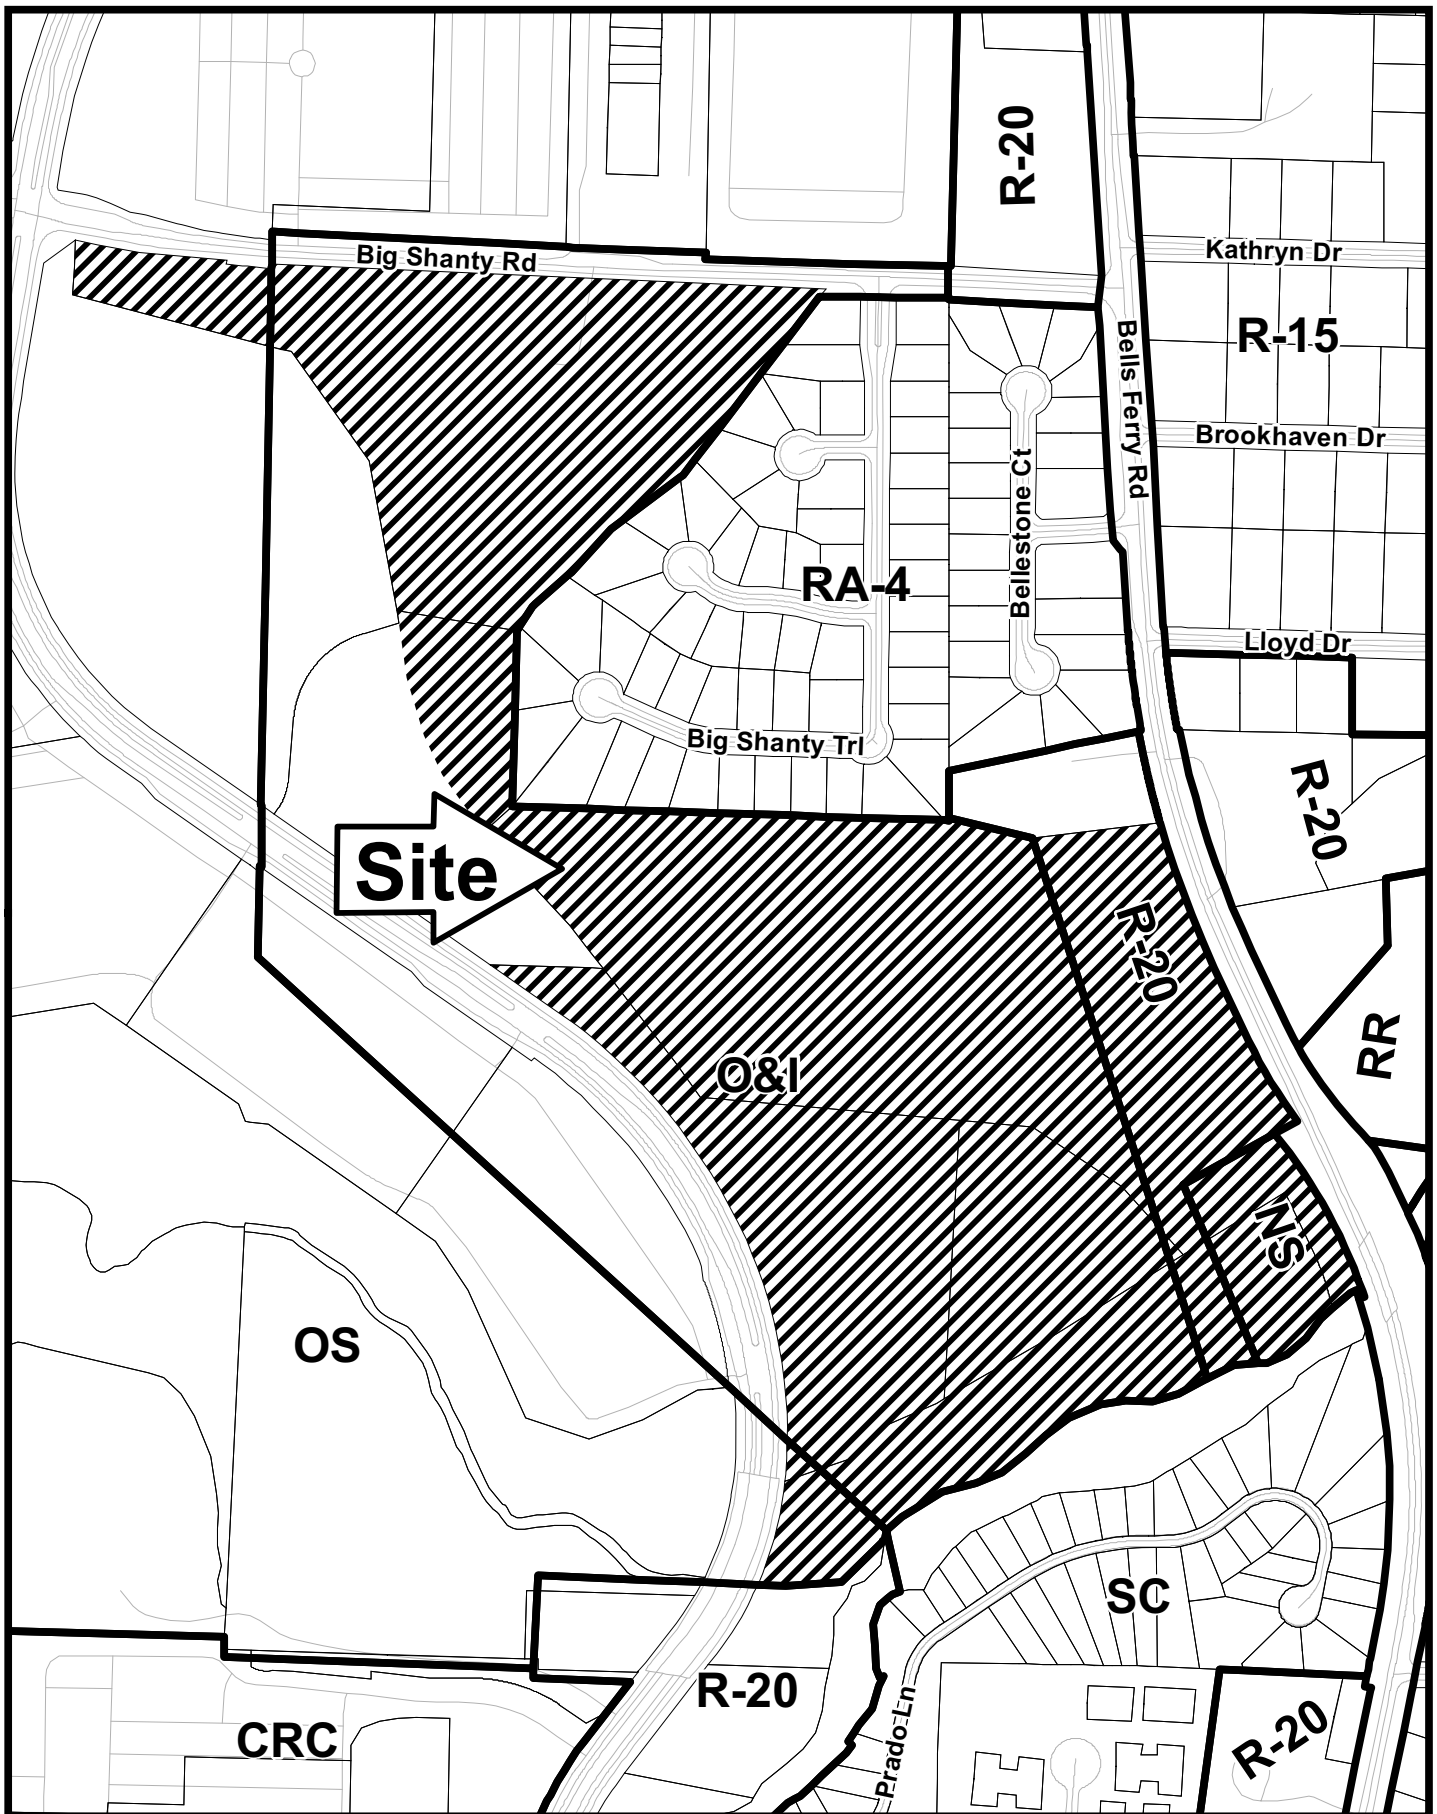 R-20
Big Shanty Rd
Kathryn Dr
R-15
Bells Ferry Rd
Brookhaven Dr
Bellestone Ct
RA-4
Lloyd Dr
Big Shanty Trl
R-20
Site
R-20
RR
O&I
NS
OS
SC
R-20
Prado Ln
R-20
CRC